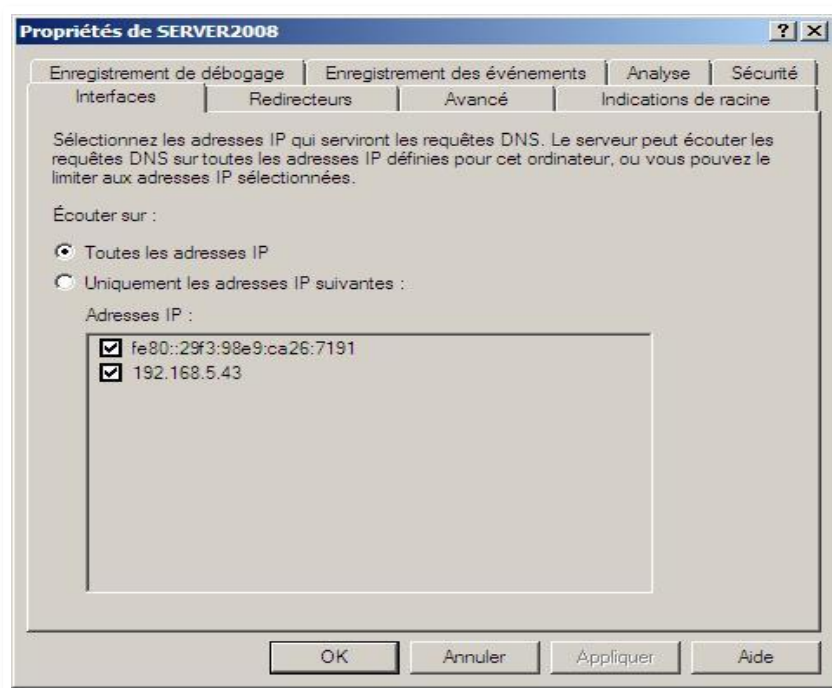 Propriétés de SERVER2008
Enregistrement de débogage Enregistrement des événements Analyse Sécurité
Interfaces Redirecteurs Avancé Indications de racine
Sélectionnez les adresses IP qui serviront les requêtes DNS. Le serveur peut écouter les
requêtes DNS sur toutes les adresses IP définies pour cet ordinateur, ou vous pouvez le
limiter aux adresses IP sélectionnées.
Écouter sur :
Toutes les adresses IP
Uniquement les adresses IP suivantes :
Adresses IP :
fe80::29f3:98e9:ca26:7191
192.168.5.43
OK Annuler Appliquer Aide